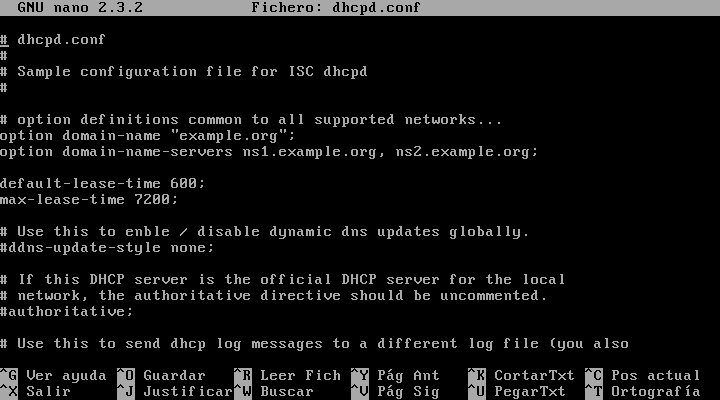 GNU nano 2.3.2 Fichero: dhcpd.conf
# dhcpd.conf
#
# Sample configuration file for ISC dhcpd
#
# option definitions common to all supported networks...
option domain-name "example.org";
option domain-name-servers ns1.example.org, ns2.example.org;
default-lease-time 600;
max-lease-time 7200;
# Use this to enble / disable dynamic dns updates globally.
#ddns-update-style none;
# If this DHCP server is the official DHCP server for the local
# network, the authoritative directive should be uncommented.
#authoritative;
# Use this to send dhcp log messages to a different log file (you also
^G Ver ayuda ^O Guardar ^R Leer Fich ^Y Pág Ant ^K CortarTxt ^C Pos actual
^X Salir ^J Justificar ^W Buscar ^V Pág Sig ^U PegarTxt ^T Ortografía